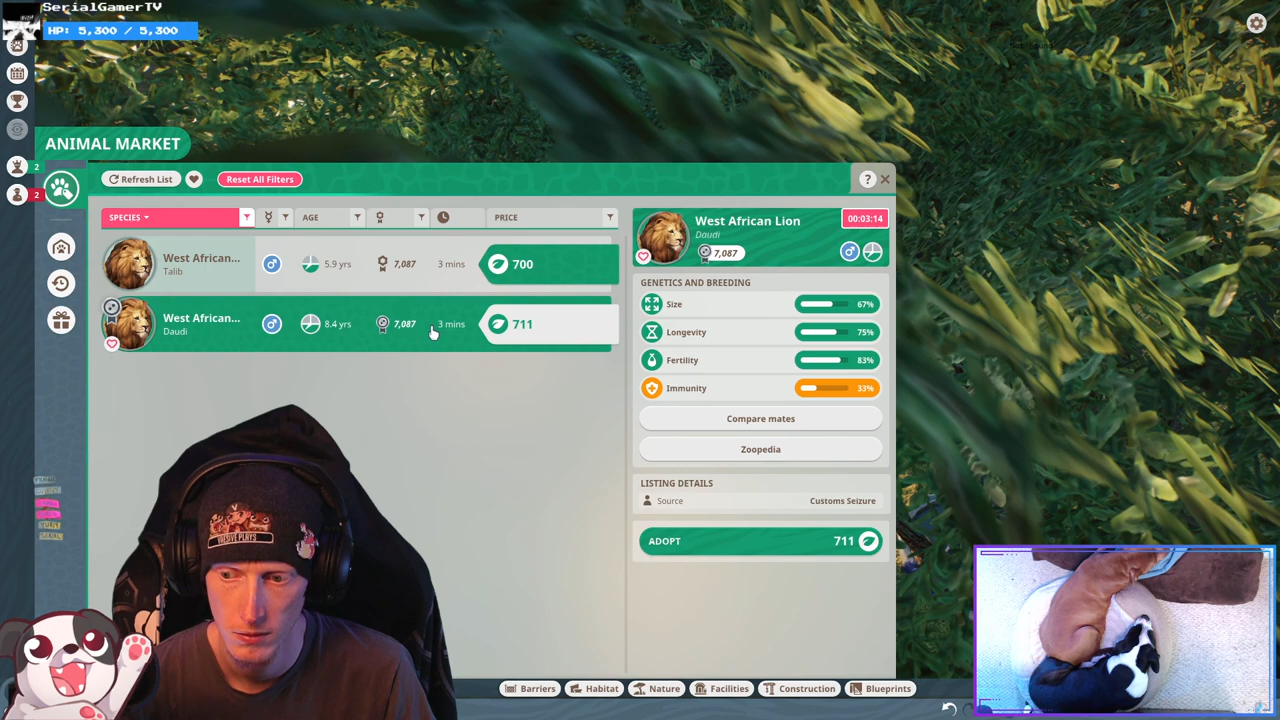 SerialGamerTV
HP: 5,300 / 5,300
ANIMAL MARKET
2
2
Refresh List
Reset All Filters
?
SPECIES
AGE
PRICE
West African...
Talib
5.9 yrs
7,087
3 mins
700
West African...
Daudi
8.4 yrs
7,087
3 mins
711
West African Lion
Daudi
7,087
00:03:14
GENETICS AND BREEDING
Size
67%
Longevity
75%
Fertility
83%
Immunity
33%
Compare mates
Zoopedia
LISTING DETAILS
Source
Customs Seizure
ADOPT
711
Barriers
Habitat
Nature
Facilities
Construction
Blueprints